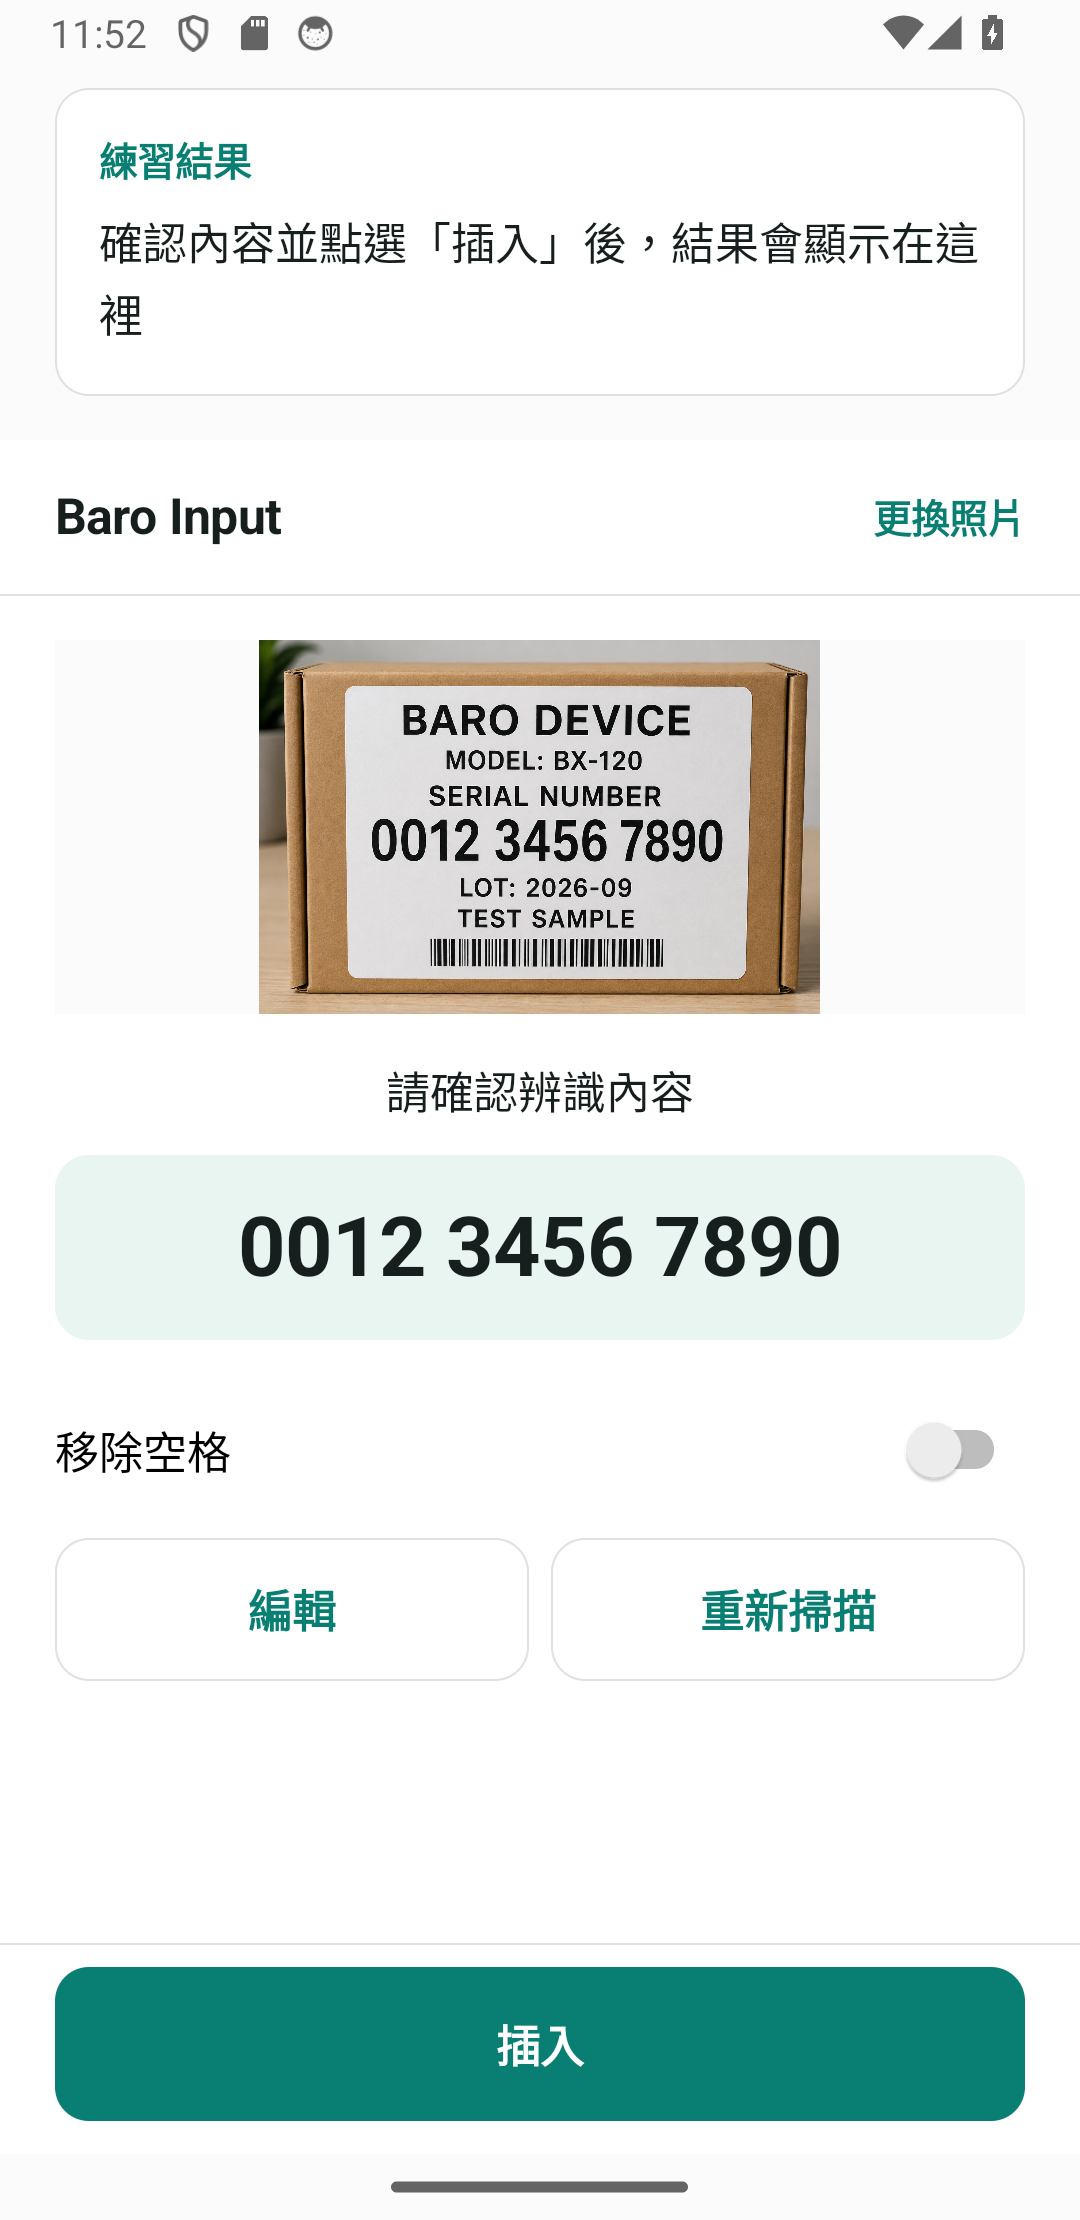 11:52
練習結果
確認內容並點選「插入」後，結果會顯示在這
裡
Baro Input
更換照片
BARO DEVICE
MODEL: BX-120
SERIAL NUMBER
0012 3456 7890
LOT: 2026-09
TEST SAMPLE
請確認辨識內容
0012 3456 7890
移除空格
編輯
重新掃描
插入